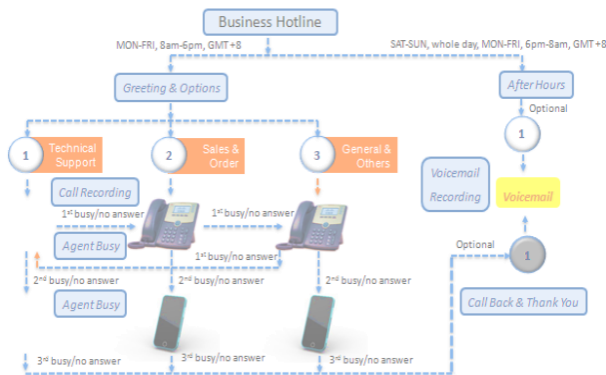 Business Hotline
MON-FRI, 8am-6pm, GMT +8
SAT-SUN, whole day, MON-FRI, 6pm-8am, GMT+8
Greeting & Options
After Hours
Optional
1
Technical
Support
2
Sales &
Order
3
General &
Others
1
Call Recording
Voicemail
Recording
Voicemail
1st busy/no answer
1st busy/no answer
Agent Busy
1st busy/no answer
Optional
1
2nd busy/no answer
2nd busy/no answer
2nd busy/no answer
Agent Busy
Call Back & Thank You
3rd busy/no answer
3rd busy/no answer
3rd busy/no answer